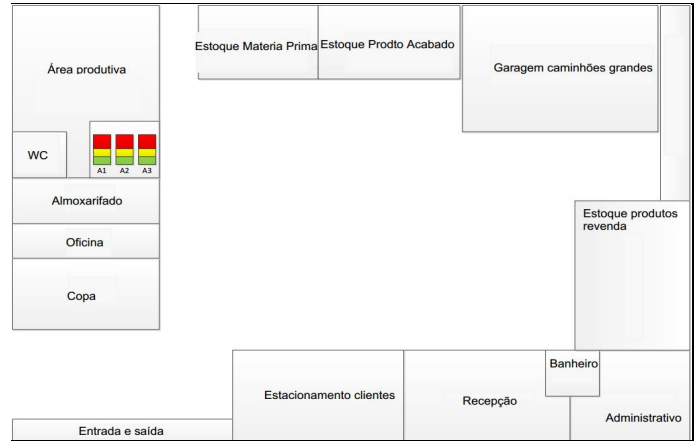 Estoque Materia Prima
Estoque Prodto Acabado
Garagem caminhões grandes
Área produtiva
WC
A1 A2 A3
Almoxarifado
Oficina
Copa
Estoque produtos
revenda
Banheiro
Estacionamento clientes
Recepção
Administrativo
Entrada e saída